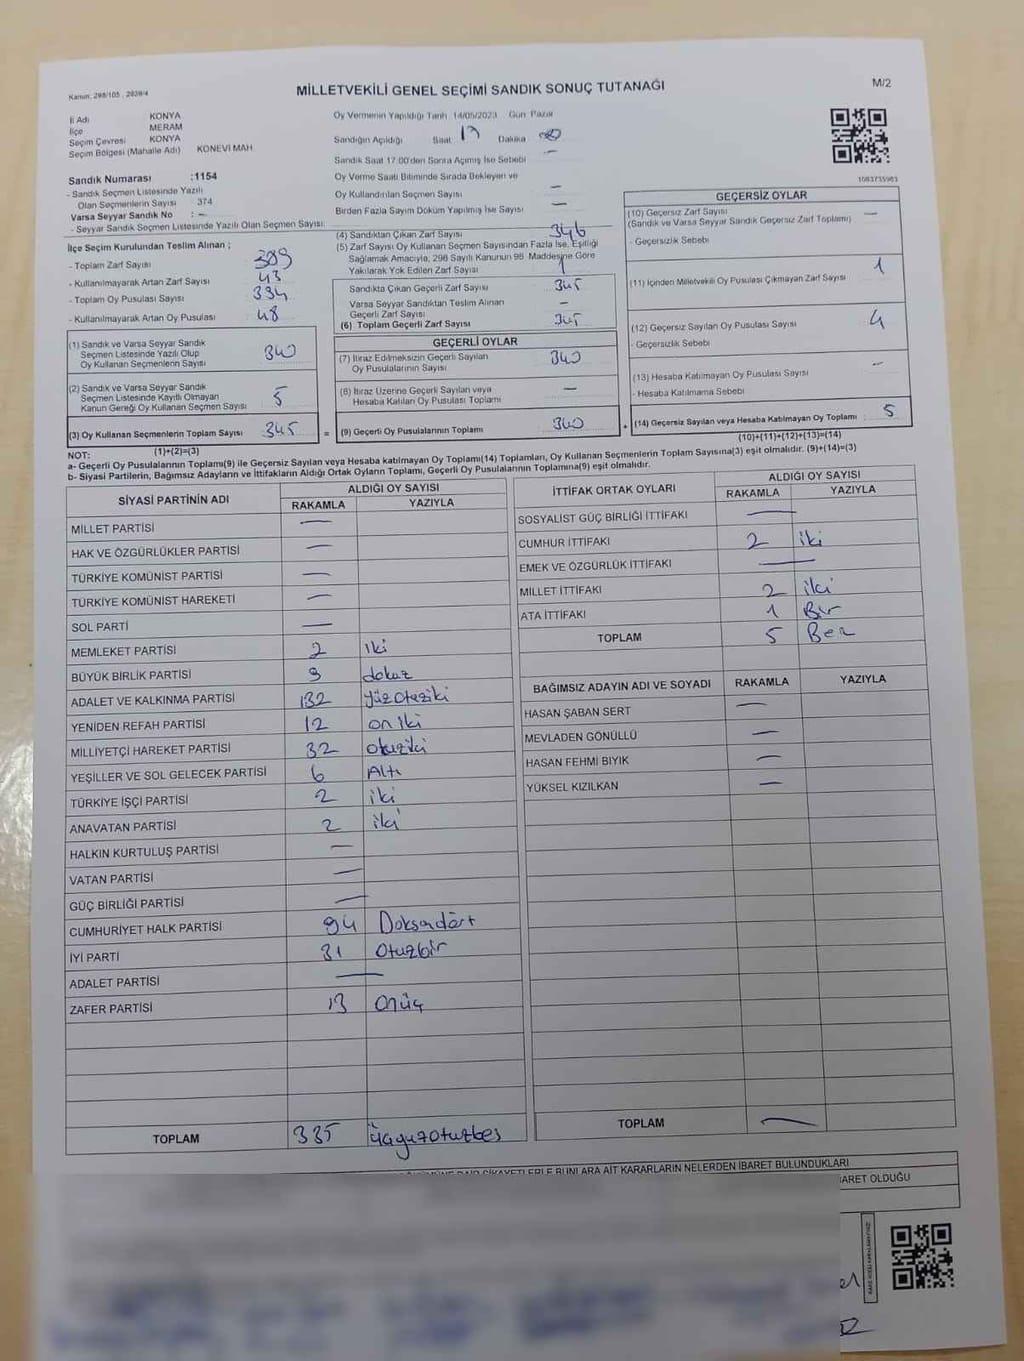 Kanun, 298/105 , 2839/4
MİLLETVEKİLİ GENEL SEÇİMİ SANDIK SONUÇ TUTANAĞI
M/2
İl Adı KONYA
İlçe MERAM
Seçim Çevresi KONYA
Seçim Bölgesi (Mahalle Adı) KONEVİ MAH
Sandık Numarası :1154
- Sandık Seçmen Listesinde Yazılı
Olan Seçmenlerin Sayısı 374
Varsa Seyyar Sandık No : –
- Seyyar Sandık Seçmen Listesinde Yazılı Olan Seçmen Sayısı:
Oy Vermenin Yapıldığı Tarih 14/05/2023 Gün Pazar
Sandığın Açıldığı Saat 17 Dakika 00
Sandık Saat 17.00'den Sonra Açımış İse Sebebi —
Oy Verme Saati Bitiminde Sırada Bekleyen ve
Oy Kullandırılan Seçmen Sayısı —
Birden Fazla Sayım Döküm Yapılmış İse Sayısı —
1083735983
İlçe Seçim Kurulundan Teslim Alınan ;
- Toplam Zarf Sayısı 389
- Kullanılmayarak Artan Zarf Sayısı 43
- Toplam Oy Pusulası Sayısı
- Kullanılmayarak Artan Oy Pusulası 48
(1) Sandık ve Varsa Seyyar Sandık
Seçmen Listesinde Yazılı Olup
Oy Kullanan Seçmenlerin Sayısı 340
(2) Sandık ve Varsa Seyyar Sandık
Seçmen Listesinde Kayıtlı Olmayan
Kanun Gereği Oy Kullanan Seçmen Sayısı 5
(3) Oy Kullanan Seçmenlerin Toplam Sayısı 345 =
(4) Sandıktan Çıkan Zarf Sayısı 346
(5) Zarf Sayısı Oy Kullanan Seçmen Sayısından Fazla İse, Eşitliği
Sağlamak Amacıyla, 298 Sayılı Kanunun 98 Maddesine Göre
Yakılarak Yok Edilen Zarf Sayısı 1
Sandıkta Çıkan Geçerli Zarf Sayısı 345
Varsa Seyyar Sandıktan Teslim Alınan
Geçerli Zarf Sayısı –
(6) Toplam Geçerli Zarf Sayısı 345
GEÇERLİ OYLAR
(7) İtiraz Edilmeksizin Geçerli Sayılan
Oy Pusulalarının Sayısı 340
(8) İtiraz Üzerine Geçerli Sayılan veya
Hesaba Katılan Oy Pusulası Toplamı —
(9) Geçerli Oy Pusulalarının Toplamı 340 +
GEÇERSİZ OYLAR
(10) Geçersiz Zarf Sayısı —
(Sandık ve Varsa Seyyar Sandık Geçersiz Zarf Toplamı)
- Geçersizlik Sebebi
(11) İçinden Milletvekili Oy Pusulası Çıkmayan Zarf Sayısı 1
(12) Geçersiz Sayılan Oy Pusulası Sayısı 4
- Geçersizlik Sebebi
(13) Hesaba Katılmayan Oy Pusulası Sayısı —
- Hesaba Katılmama Sebebi
(14) Geçersiz Sayılan veya Hesaba Katılmayan Oy Toplamı 5
NOT: (1)+(2)=(3) (10)+(11)+(12)+(13)=(14)
a- Geçerli Oy Pusulalarının Toplamı(9) ile Geçersiz Sayılan veya Hesaba katılmayan Oy Toplamı(14) Toplamları, Oy Kullanan Seçmenlerin Toplam Sayısına(3) eşit olmalıdır. (9)+(14)=(3)
b- Siyasi Partilerin, Bağımsız Adayların ve İttifakların Aldığı Ortak Oyların Toplamı, Geçerli Oy Pusulalarının Toplamına(9) eşit olmalıdır.
SİYASİ PARTİNİN ADI ALDIĞI OY SAYISI
RAKAMLA YAZIYLA
MİLLET PARTİSİ —
HAK VE ÖZGÜRLÜKLER PARTİSİ —
TÜRKİYE KOMÜNİST PARTİSİ —
TÜRKİYE KOMÜNİST HAREKETİ —
SOL PARTİ —
MEMLEKET PARTİSİ 2 iki
BÜYÜK BİRLİK PARTİSİ 9 dokuz
ADALET VE KALKINMA PARTİSİ 132 yüzotuziki
YENİDEN REFAH PARTİSİ 12 on iki
MİLLİYETÇİ HAREKET PARTİSİ 32 otuziki
YEŞİLLER VE SOL GELECEK PARTİSİ 6 Altı
TÜRKİYE İŞÇİ PARTİSİ 2 iki
ANAVATAN PARTİSİ 2 iki
HALKIN KURTULUŞ PARTİSİ —
VATAN PARTİSİ —
GÜÇ BİRLİĞİ PARTİSİ —
CUMHURİYET HALK PARTİSİ 94 Doksandört
İYİ PARTİ 31 Otuzbir
ADALET PARTİSİ —
ZAFER PARTİSİ 13 onüç
TOPLAM 335 üçyüzotuzbeş
İTTİFAK ORTAK OYLARI ALDIĞI OY SAYISI
RAKAMLA YAZIYLA
SOSYALİST GÜÇ BİRLİĞİ İTTİFAKI —
CUMHUR İTTİFAKI 2 iki
EMEK VE ÖZGÜRLÜK İTTİFAKI —
MİLLET İTTİFAKI 2 iki
ATA İTTİFAKI 1 Bir
TOPLAM 5 Beş
BAĞIMSIZ ADAYIN ADI VE SOYADI RAKAMLA YAZIYLA
HASAN ŞABAN SERT —
MEVLADEN GÖNÜLLÜ —
HASAN FEHMİ BIYIK —
YÜKSEL KIZILKAN —
TOPLAM —
ŞİKAYETLERLE BUNLARA AİT KARARLARIN NELERDEN İBARET BULUNDUKLARI
BARET OLDUĞU